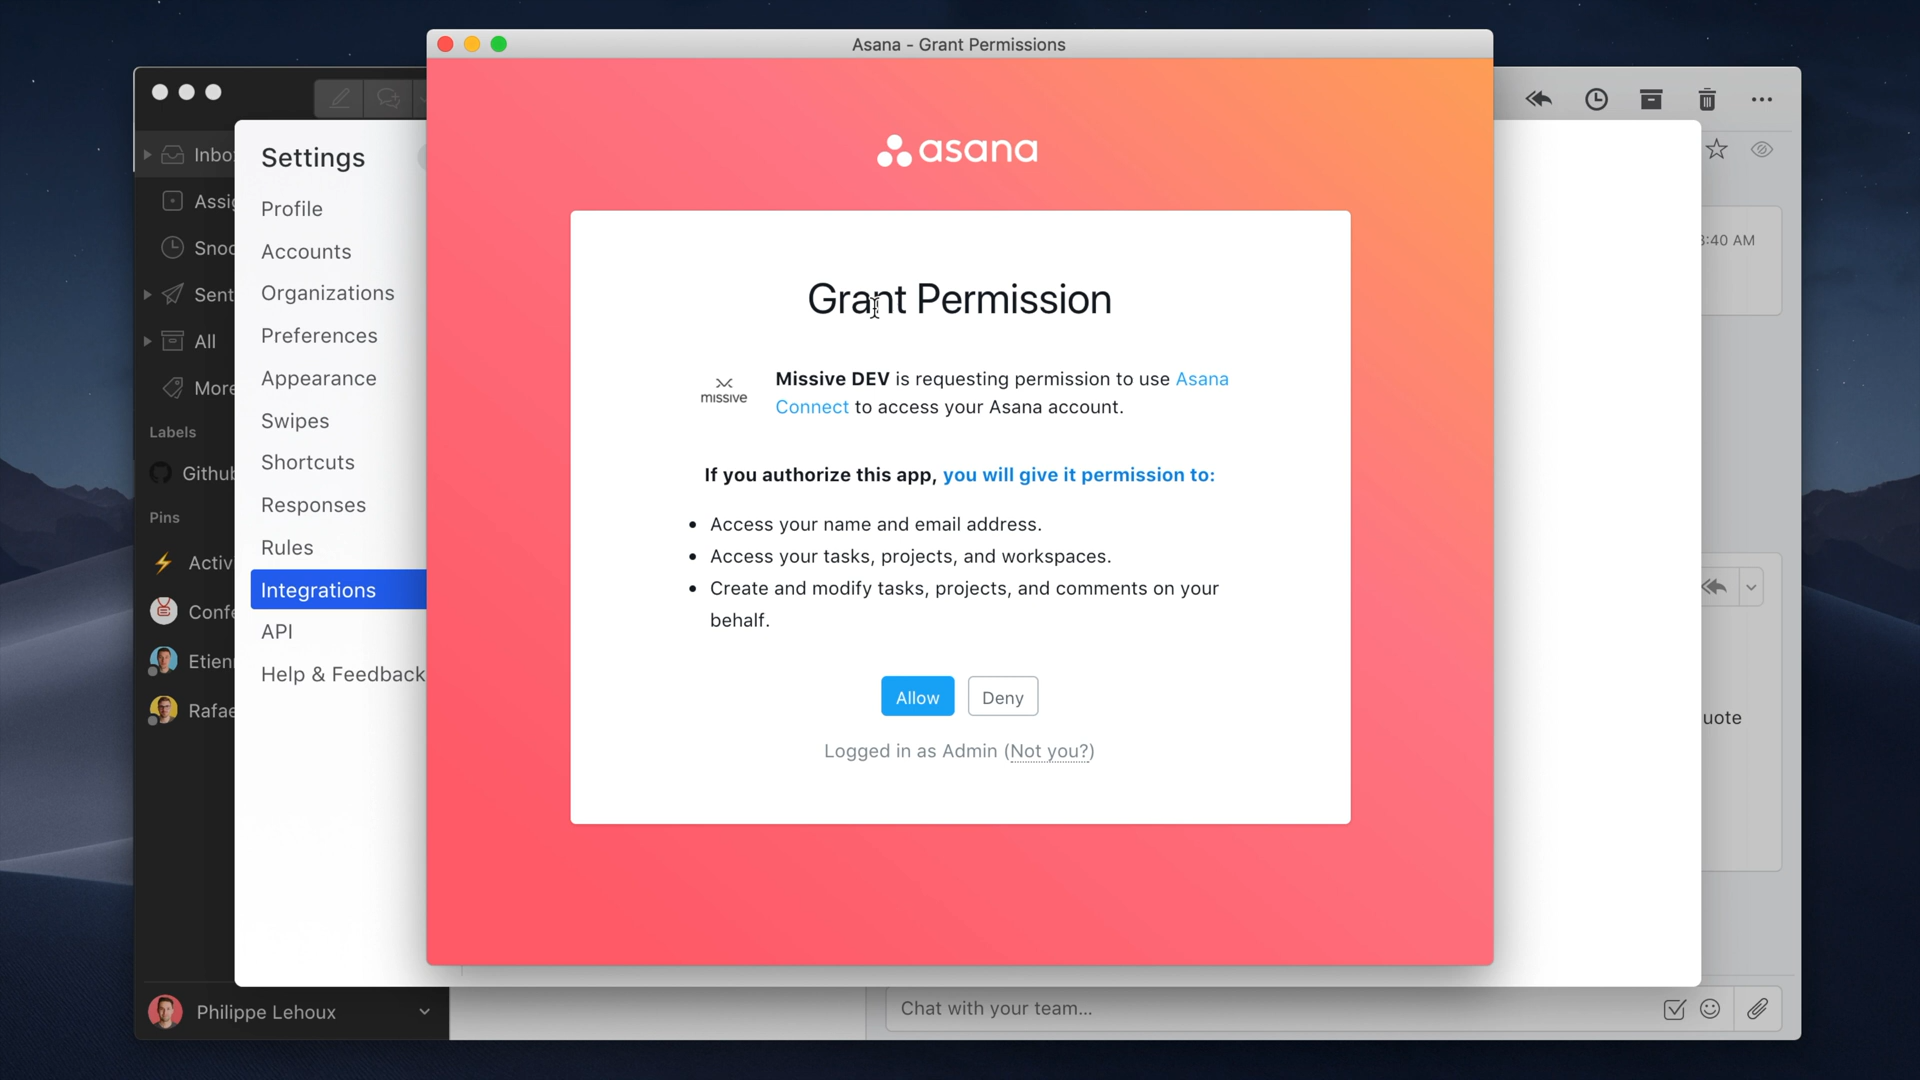 Asana - Grant Permissions
asana
Grant Permission
missive
Missive DEV is requesting permission to use Asana
Connect to access your Asana account.
If you authorize this app, you will give it permission to:
• Access your name and email address.
• Access your tasks, projects, and workspaces.
• Create and modify tasks, projects, and comments on your
behalf.
Allow
Deny
Logged in as Admin (Not you?)
Settings
Profile
Accounts
Organizations
Preferences
Appearance
Swipes
Shortcuts
Responses
Rules
Integrations
API
Help & Feedback
Inbo
Assig
Snoo
Sent
All
More
Labels
Github
Pins
Activ
Confe
Etien
Rafae
Philippe Lehoux
:40 AM
uote
Chat with your team...